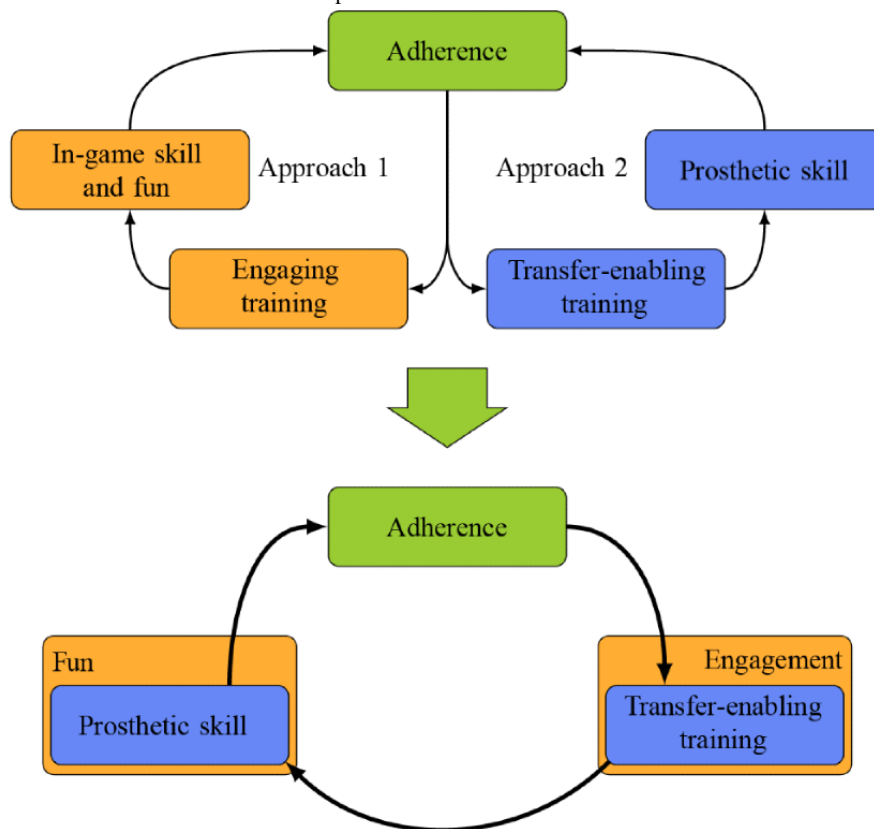 Adherence
In-game skill
and fun
Approach 1
Approach 2
Prosthetic skill
Engaging
training
Transfer-enabling
training
Adherence
Fun
Prosthetic skill
Engagement
Transfer-enabling
training